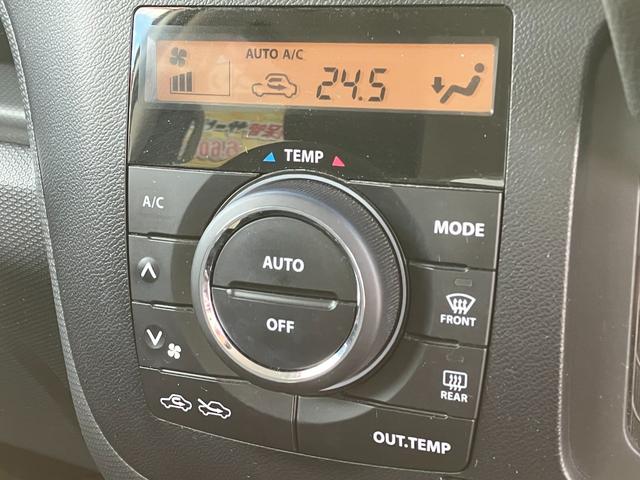 AUTO A/C
24.5
TEMP
A/C
MODE
AUTO
OFF
FRONT
REAR
OUT.TEMP